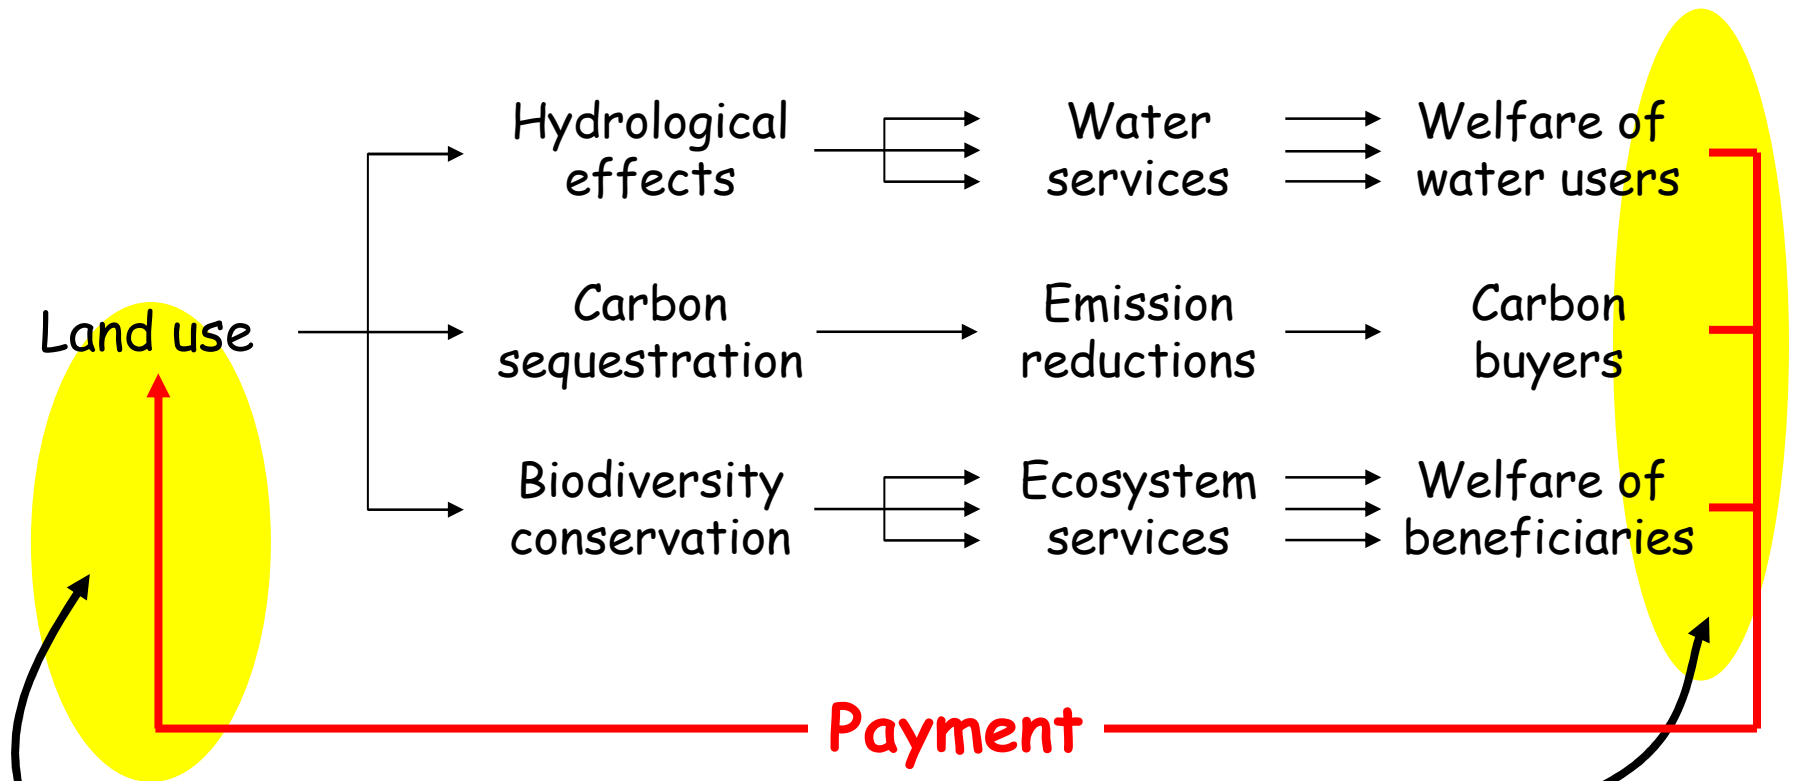 Hydrological
effects
Water
services
Welfare of
water users
Land use
Carbon
sequestration
Emission
reductions
Carbon
buyers
Biodiversity
conservation
Ecosystem
services
Welfare of
beneficiaries
Payment